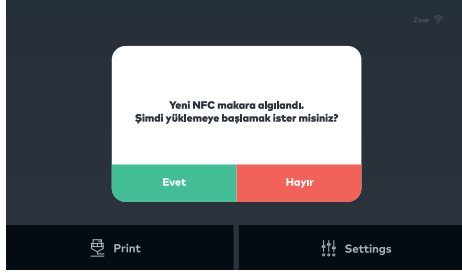 Zaxe
Yeni NFC makara algılandı.
Şimdi yüklemeye başlamak ister misiniz?
Evet
Hayır
Print
Settings